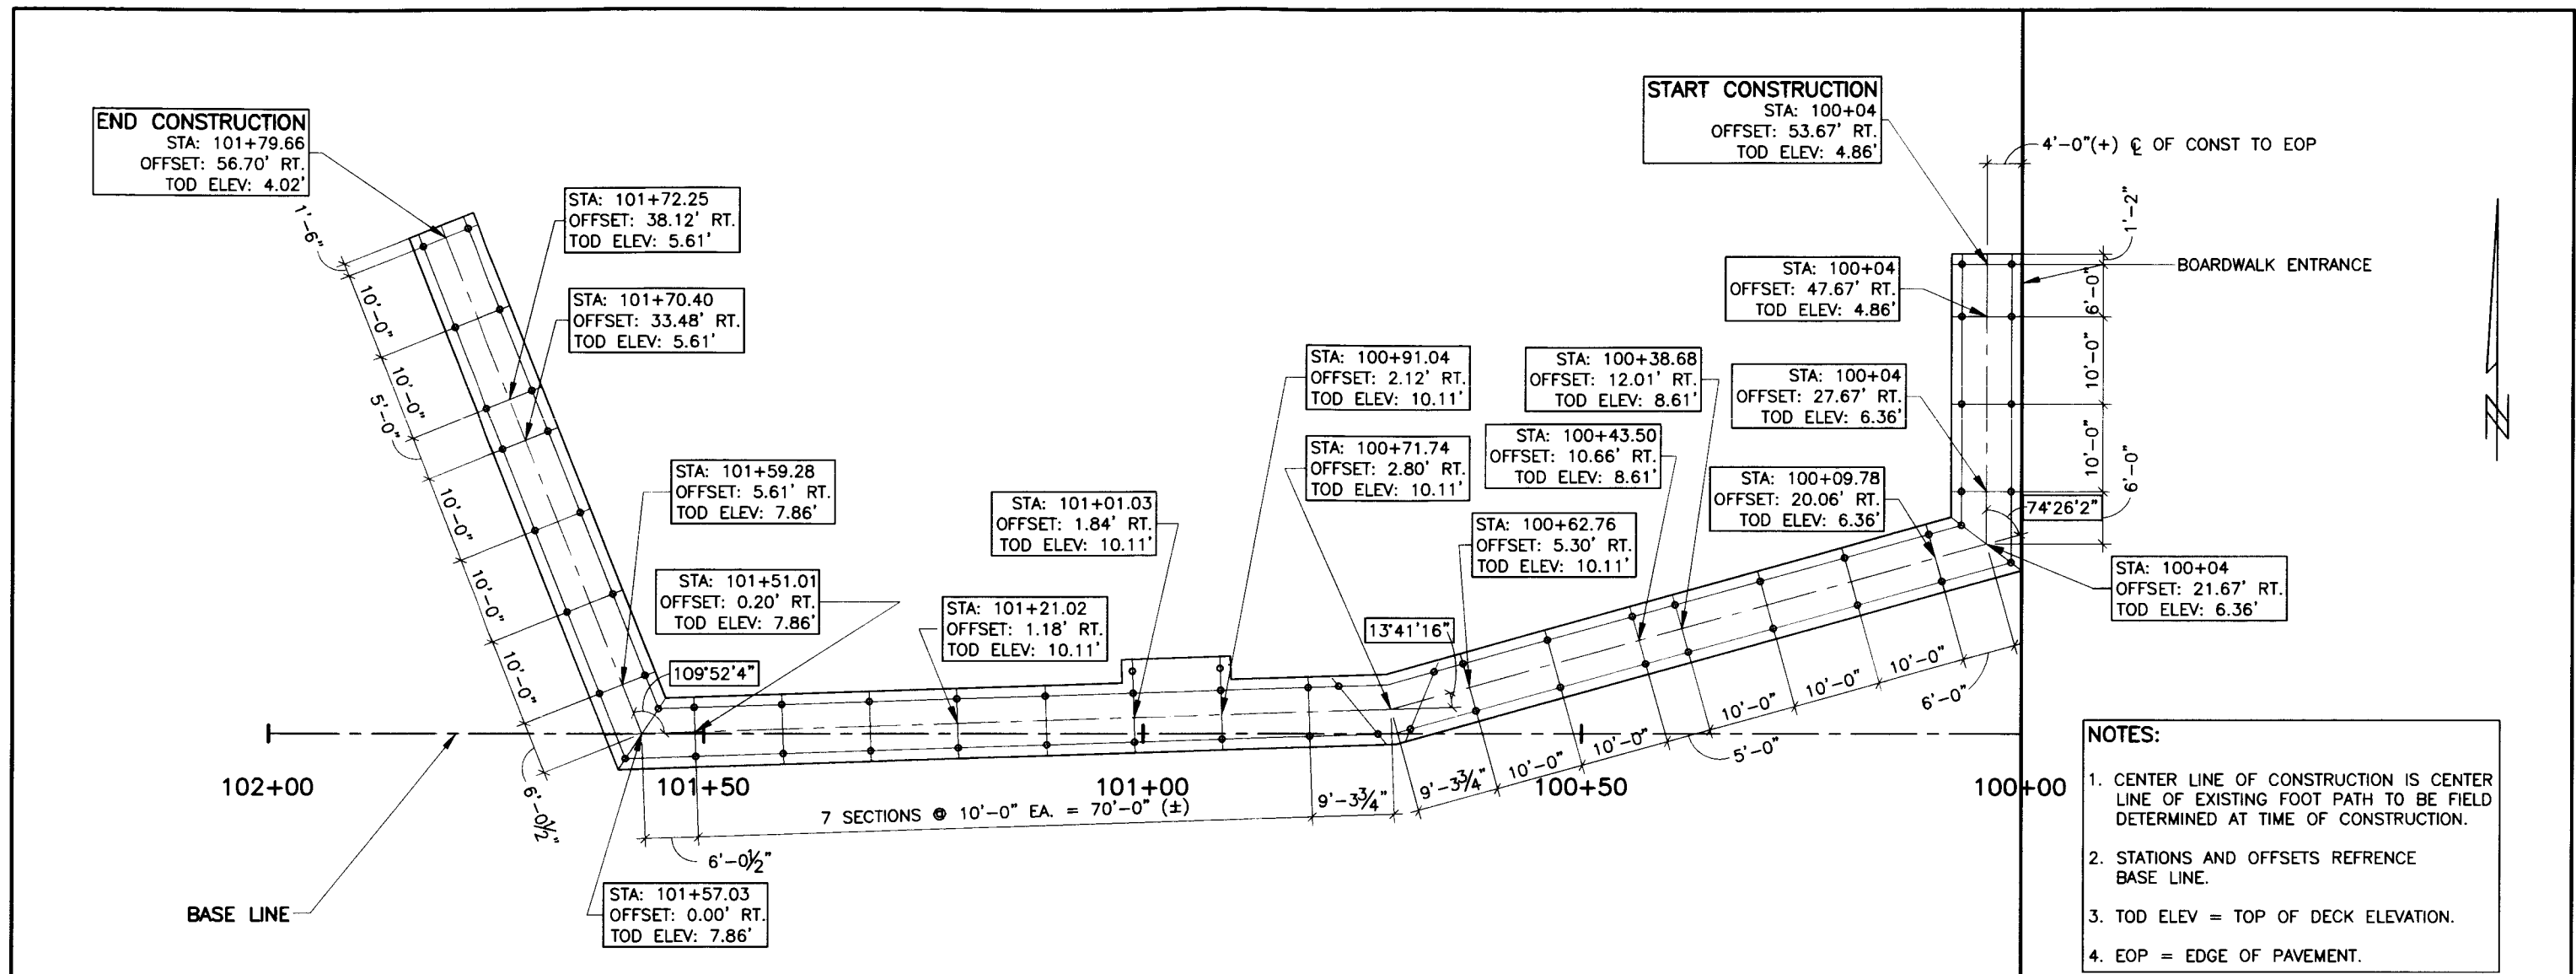 END CONSTRUCTION
STA: 101+79.66
OFFSET: 56.70' RT.
TOD ELEV: 4.02'
STA: 101+72.25
OFFSET: 38.12' RT.
TOD ELEV: 5.61'
STA: 101+70.40
OFFSET: 33.48' RT.
TOD ELEV: 5.61'
STA: 101+59.28
OFFSET: 5.61' RT.
TOD ELEV: 7.86'
STA: 101+51.01
OFFSET: 0.20' RT.
TOD ELEV: 7.86'
STA: 101+21.02
OFFSET: 1.18' RT.
TOD ELEV: 10.11'
STA: 101+01.03
OFFSET: 1.84' RT.
TOD ELEV: 10.11'
STA: 100+91.04
OFFSET: 2.12' RT.
TOD ELEV: 10.11'
STA: 100+71.74
OFFSET: 2.80' RT.
TOD ELEV: 10.11'
STA: 100+62.76
OFFSET: 5.30' RT.
TOD ELEV: 10.11'
STA: 100+43.50
OFFSET: 10.66' RT.
TOD ELEV: 8.61'
STA: 100+38.68
OFFSET: 12.01' RT.
TOD ELEV: 8.61'
STA: 100+09.78
OFFSET: 20.06' RT.
TOD ELEV: 6.36'
STA: 100+04
OFFSET: 27.67' RT.
TOD ELEV: 6.36'
STA: 100+04
OFFSET: 47.67' RT.
TOD ELEV: 4.86'
START CONSTRUCTION
STA: 100+04
OFFSET: 53.67' RT.
TOD ELEV: 4.86'
4'-0"(+) ℄ OF CONST TO EOP
1'-2"
BOARDWALK ENTRANCE
6'-0"
10'-0"
10'-0"
6'-0"
74°26'2"
STA: 100+04
OFFSET: 21.67' RT.
TOD ELEV: 6.36'
N
1'-6"
10'-0"
10'-0"
5'-0"
10'-0"
10'-0"
10'-0"
6'-0½"
109°52'4"
13°41'16"
6'-0"
10'-0"
10'-0"
10'-0"
5'-0"
10'-0"
10'-0"
9'-3¾"
9'-3¾"
7 SECTIONS @ 10'-0" EA. = 70'-0" (±)
6'-0½"
102+00
101+50
101+00
100+50
100+00
STA: 101+57.03
OFFSET: 0.00' RT.
TOD ELEV: 7.86'
BASE LINE
NOTES:
1. CENTER LINE OF CONSTRUCTION IS CENTER
LINE OF EXISTING FOOT PATH TO BE FIELD
DETERMINED AT TIME OF CONSTRUCTION.
2. STATIONS AND OFFSETS REFRENCE
BASE LINE.
3. TOD ELEV = TOP OF DECK ELEVATION.
4. EOP = EDGE OF PAVEMENT.